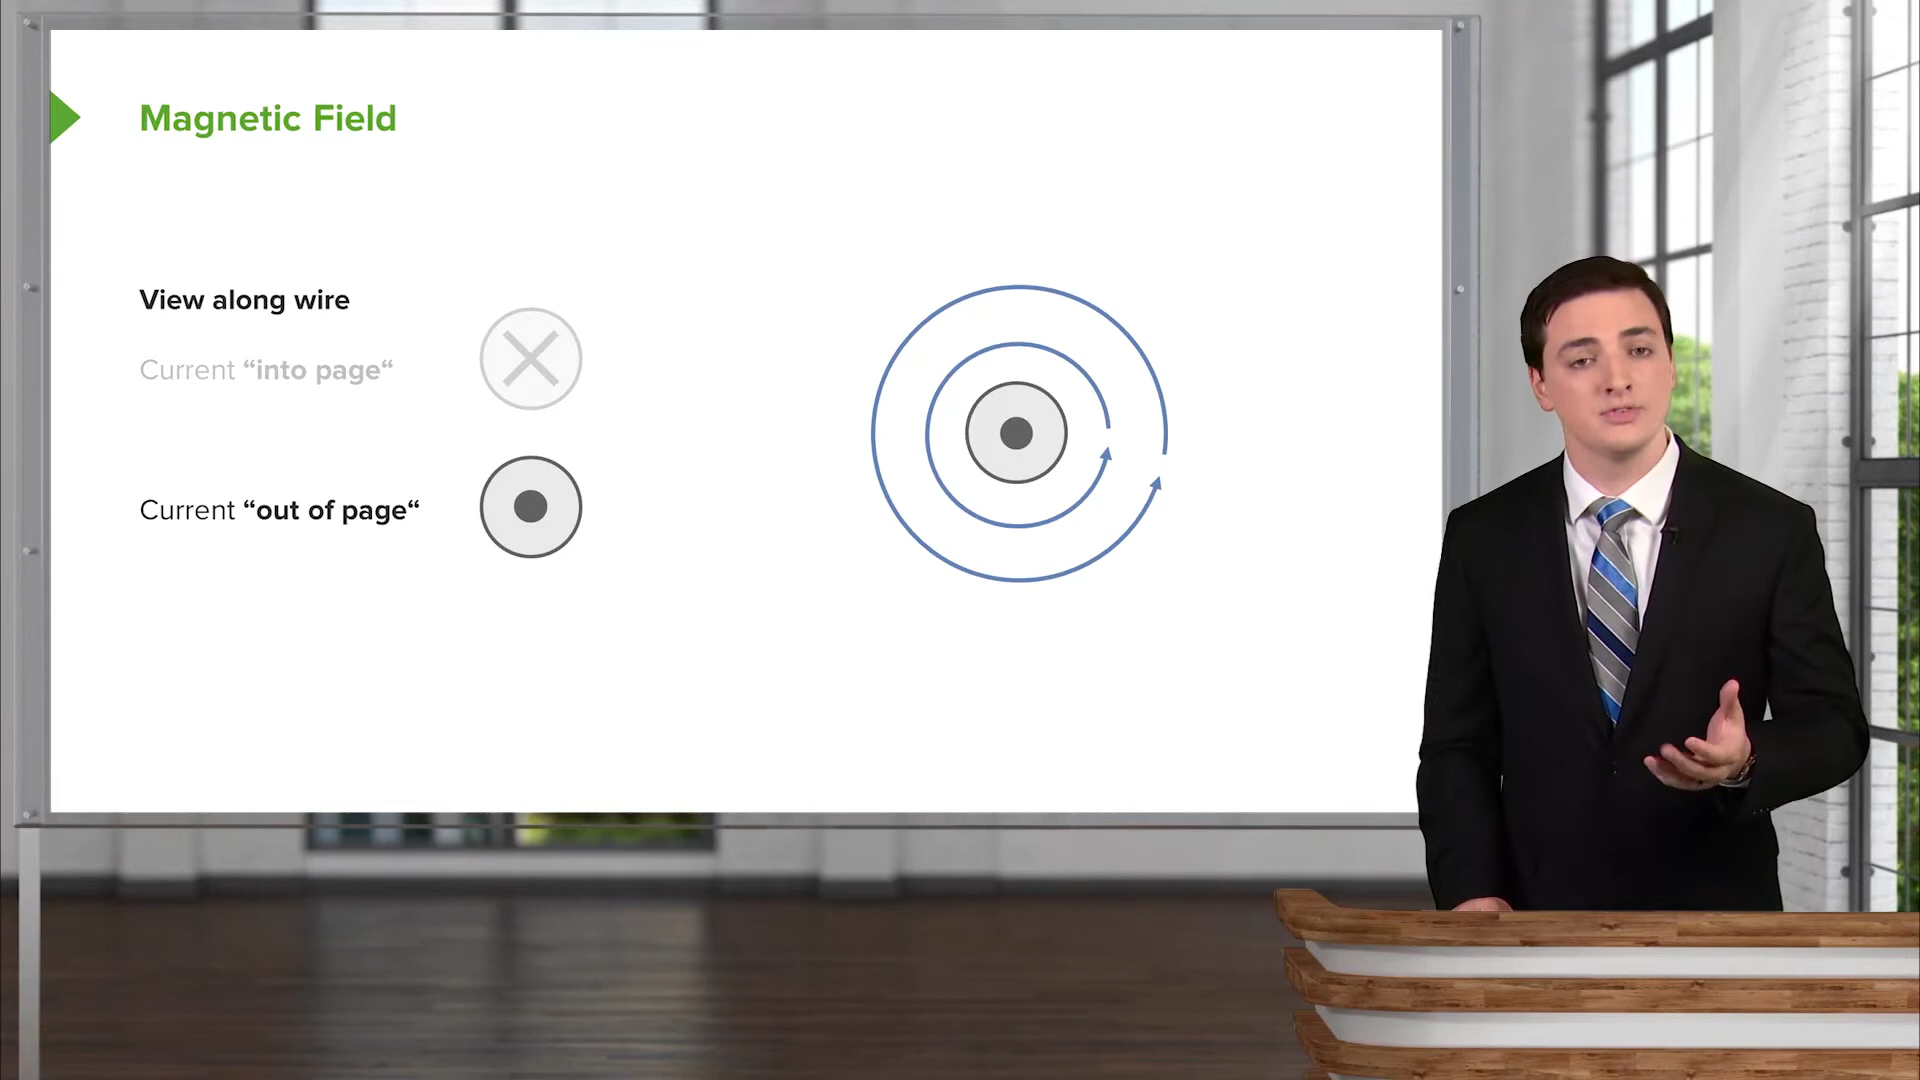 Magnetic Field
View along wire
Current “into page“
Current “out of page“